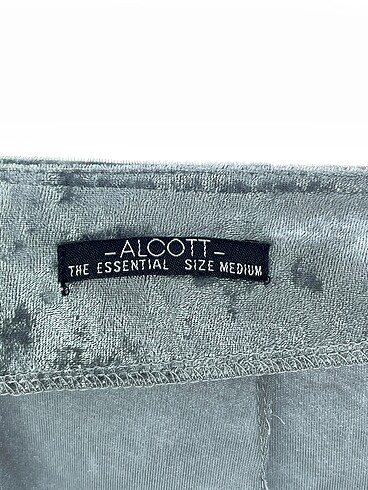 -ALCOTT-
THE ESSENTIAL SIZE MEDIUM